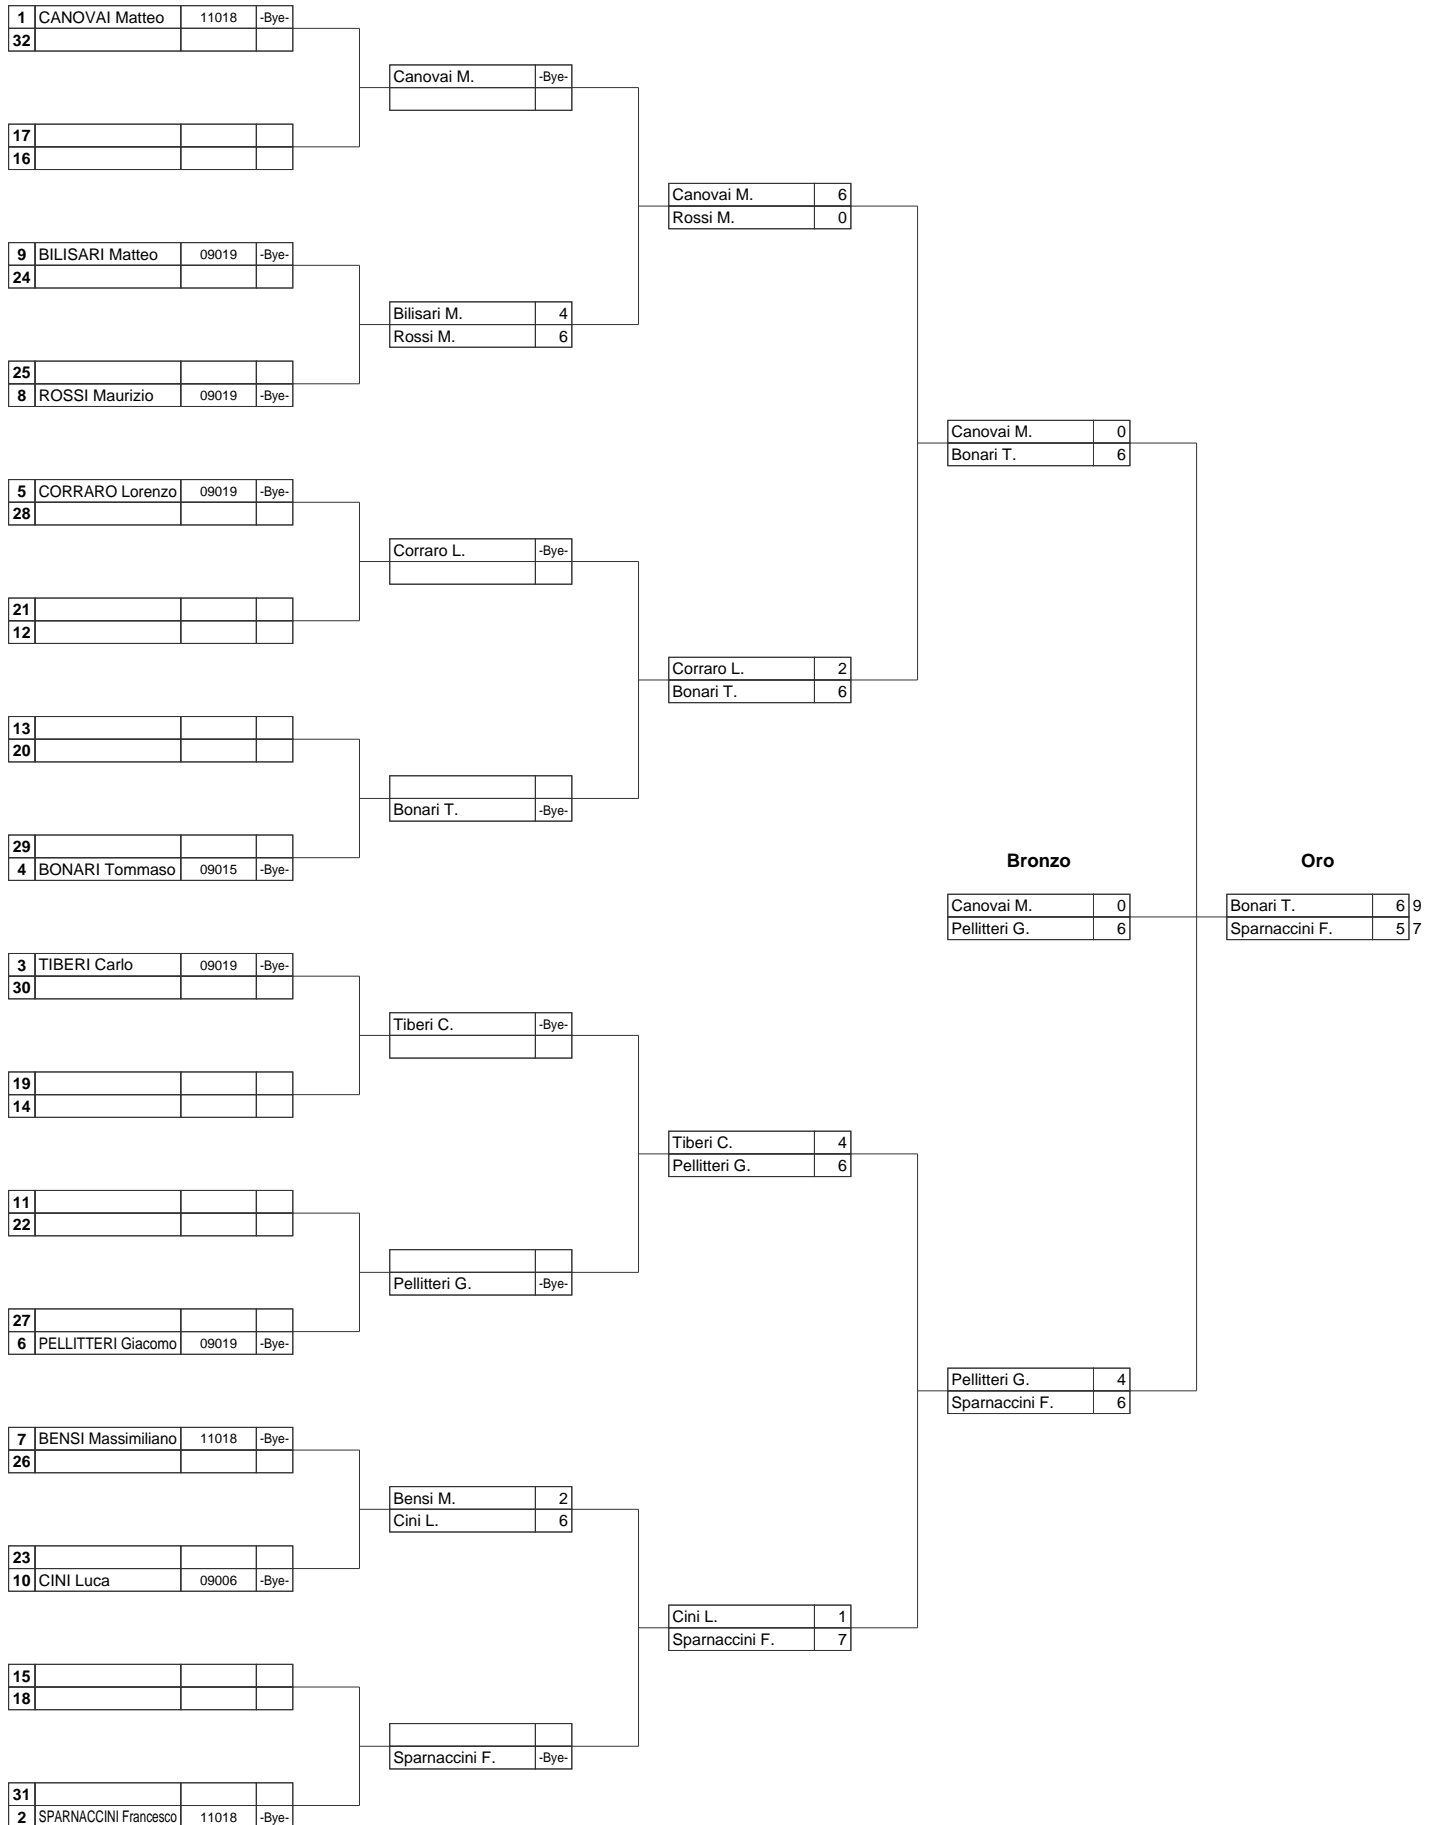 1 CANOVAI Matteo 11018 -Bye-
32
Canovai M. -Bye-
17
16
Canovai M. 6
Rossi M. 0
9 BILISARI Matteo 09019 -Bye-
24
Bilisari M. 4
Rossi M. 6
25
8 ROSSI Maurizio 09019 -Bye-
Canovai M. 0
Bonari T. 6
5 CORRARO Lorenzo 09019 -Bye-
28
Corraro L. -Bye-
21
12
Corraro L. 2
Bonari T. 6
13
20
Bonari T. -Bye-
29
4 BONARI Tommaso 09015 -Bye-
Bronzo Oro
Canovai M. 0 Bonari T. 6 9
Pellitteri G. 6 Sparnaccini F. 5 7
3 TIBERI Carlo 09019 -Bye-
30
Tiberi C. -Bye-
19
14
Tiberi C. 4
Pellitteri G. 6
11
22
Pellitteri G. -Bye-
27
6 PELLITTERI Giacomo 09019 -Bye-
Pellitteri G. 4
Sparnaccini F. 6
7 BENSI Massimiliano 11018 -Bye-
26
Bensi M. 2
Cini L. 6
23
10 CINI Luca 09006 -Bye-
Cini L. 1
Sparnaccini F. 7
15
18
Sparnaccini F. -Bye-
31
2 SPARNACCINI Francesco 11018 -Bye-